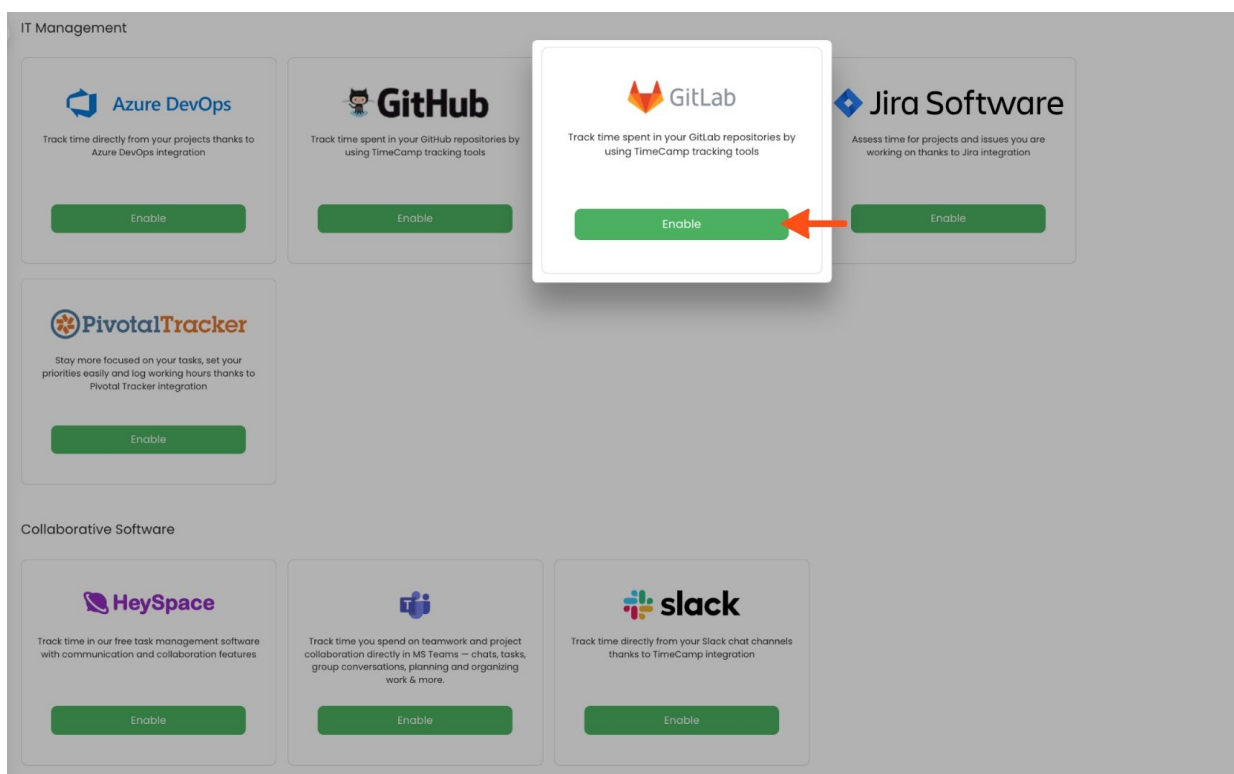 IT Management
Azure DevOps
Track time directly from your projects thanks to
Azure DevOps integration
Enable
GitHub
Track time spent in your GitHub repositories by
using TimeCamp tracking tools
Enable
GitLab
Track time spent in your GitLab repositories by
using TimeCamp tracking tools
Enable
Jira Software
Assess time for projects and issues you are
working on thanks to Jira integration
Enable
PivotalTracker
Stay more focused on your tasks, set your
priorities easily and log working hours thanks to
Pivotal Tracker integration
Enable
Collaborative Software
HeySpace
Track time in our free task management software
with communication and collaboration features
Enable
T
Track time you spend on teamwork and project
collaboration directly in MS Teams — chats, tasks,
group conversations, planning and organizing
work & more.
Enable
slack
Track time directly from your Slack chat channels
thanks to TimeCamp integration
Enable